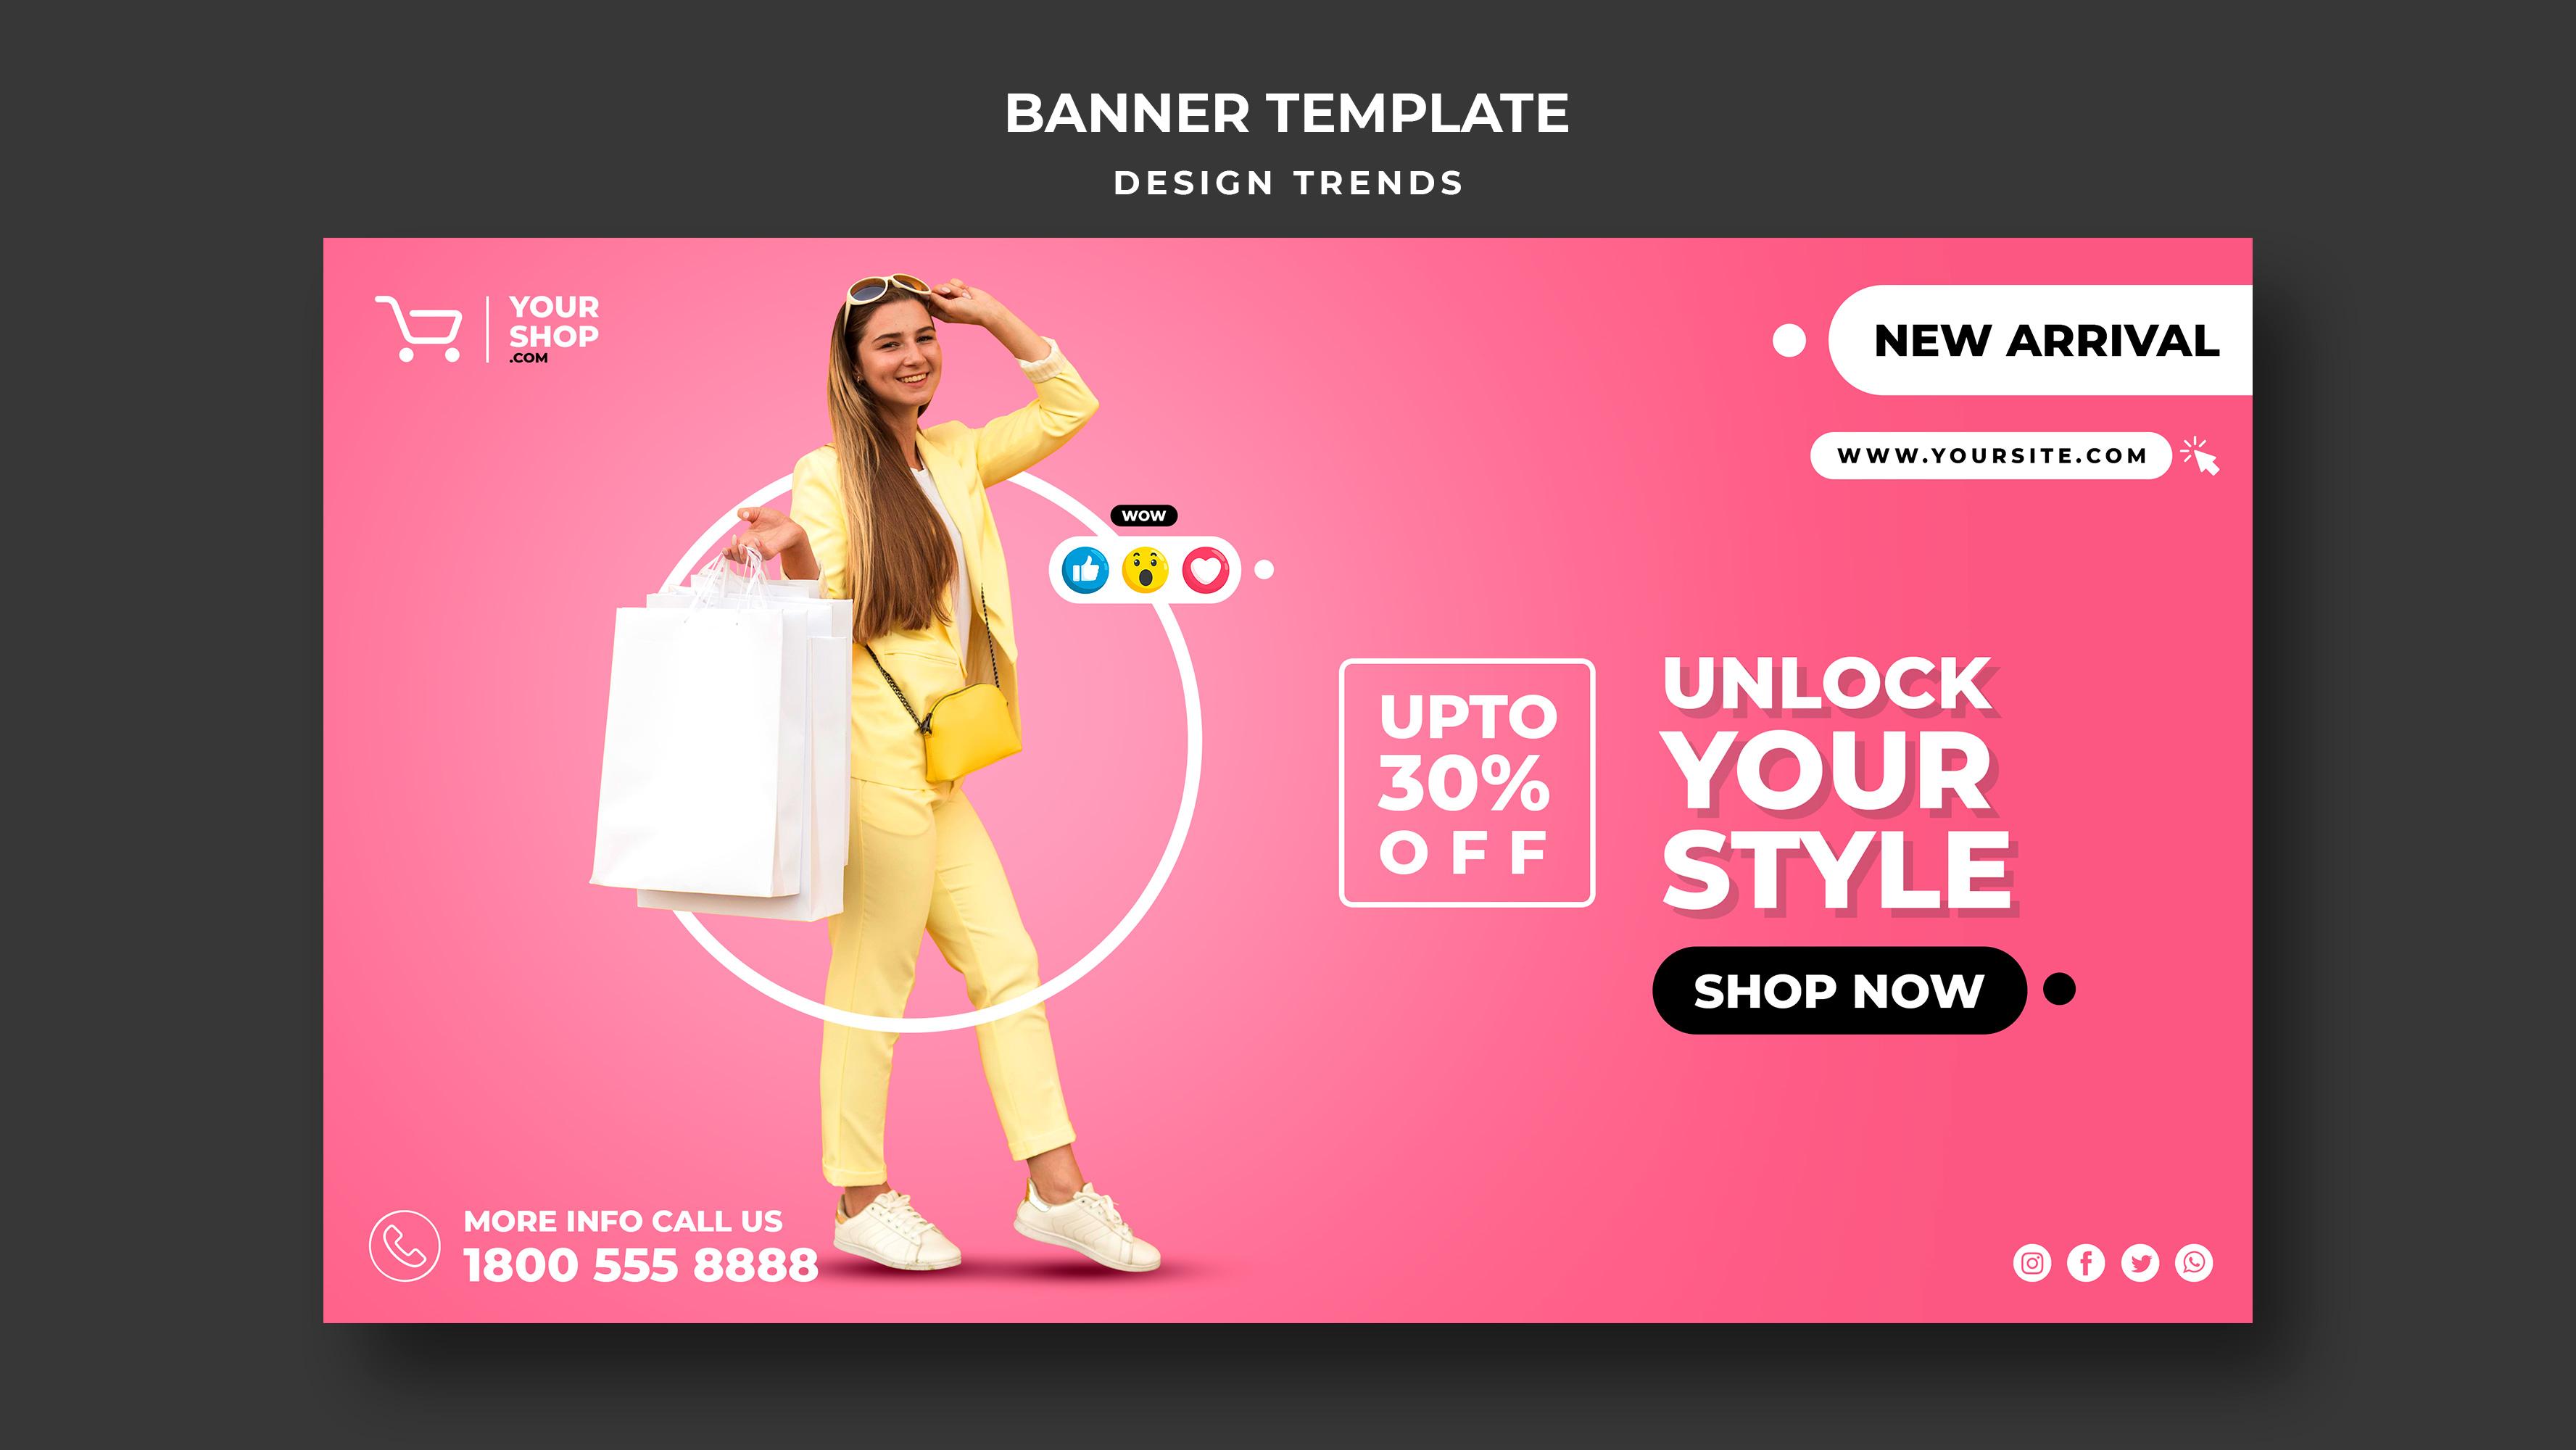 BANNER TEMPLATE
DESIGN TRENDS
YOUR
SHOP
.COM
NEW ARRIVAL
WWW.YOURSITE.COM
WOW
UPTO
30%
OFF
UNLOCK
YOUR
STYLE
SHOP NOW
MORE INFO CALL US
1800 555 8888